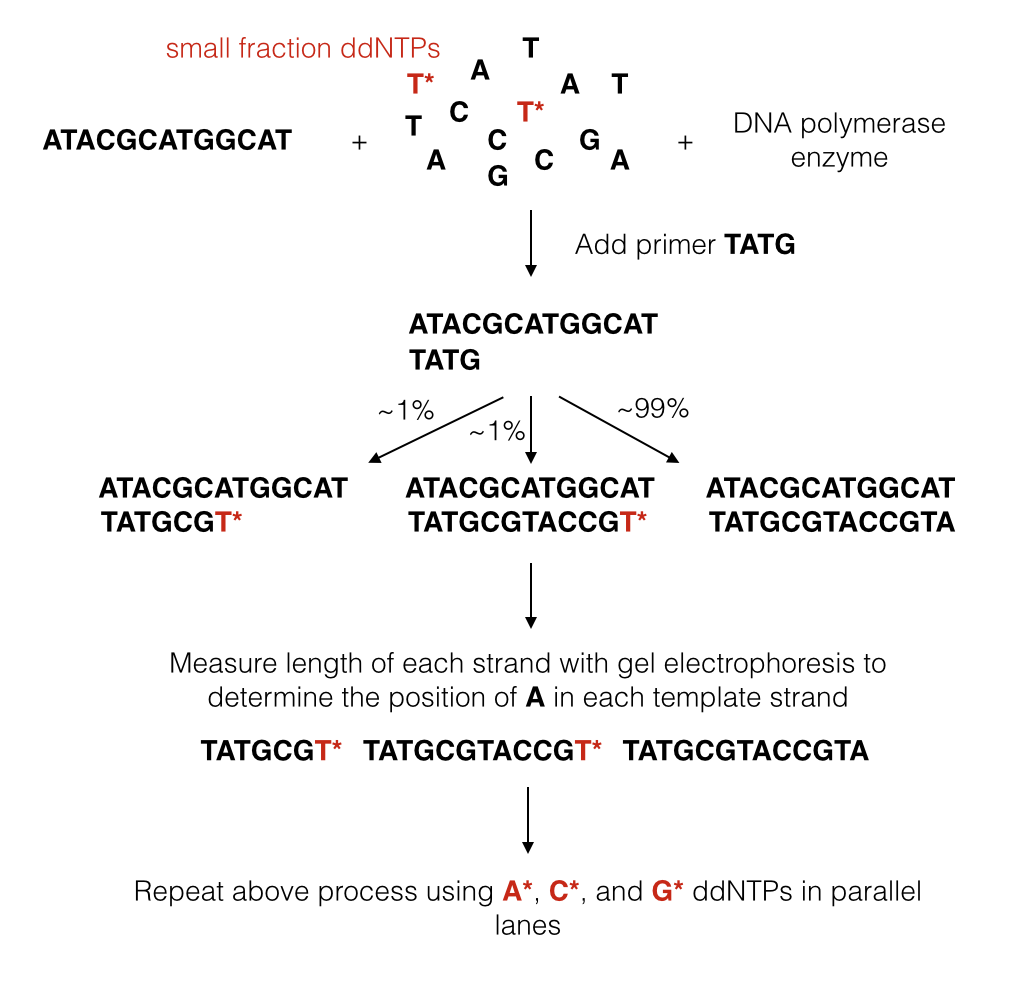 small fraction ddNTPs
T
A
T*
A
T
C
T*
T
ATACGCATGGCAT
+
C
G
+
DNA polymerase
enzyme
A
C
A
G
Add primer TATG
ATACGCATGGCAT
TATG
~1%
~1%
~99%
ATACGCATGGCAT
TATGCGT*
ATACGCATGGCAT
TATGCGTACCGT*
ATACGCATGGCAT
TATGCGTACCGTA
Measure length of each strand with gel electrophoresis to
determine the position of A in each template strand
TATGCGT* TATGCGTACCGT* TATGCGTACCGTA
Repeat above process using A*, C*, and G* ddNTPs in parallel
lanes